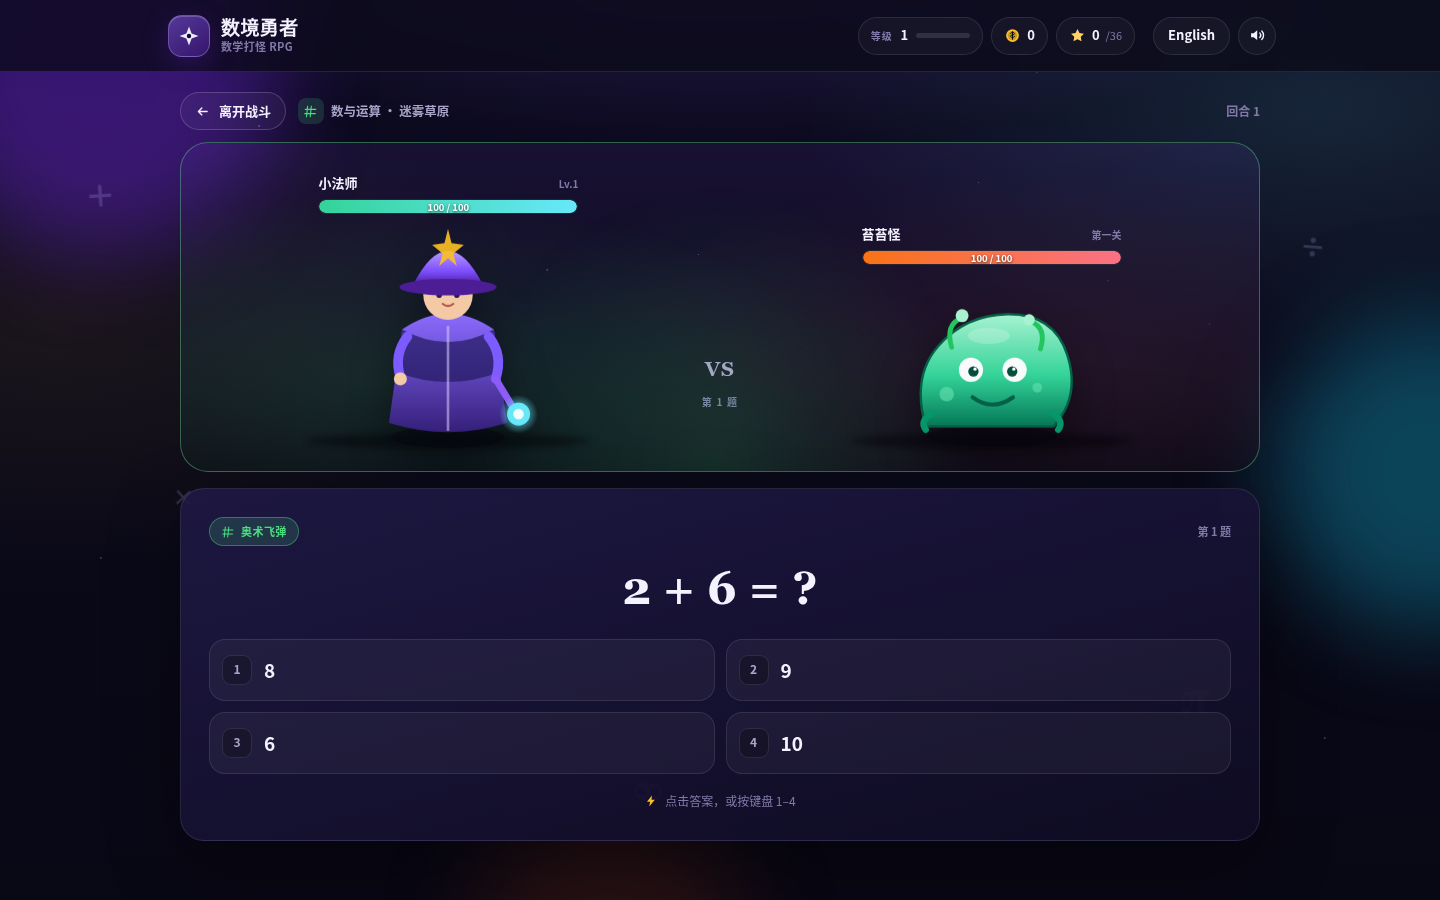 数境勇者
数学打怪 RPG
等级 1
0
0 /36
English
离开战斗
数与运算 · 迷雾草原
回合 1
小法师 Lv.1
100 / 100
苔苔怪 第一关
100 / 100
VS
第 1 题
奥术飞弹
第 1 题
2 + 6 = ?
1 8
2 9
3 6
4 10
点击答案，或按键盘 1–4
+
÷
×